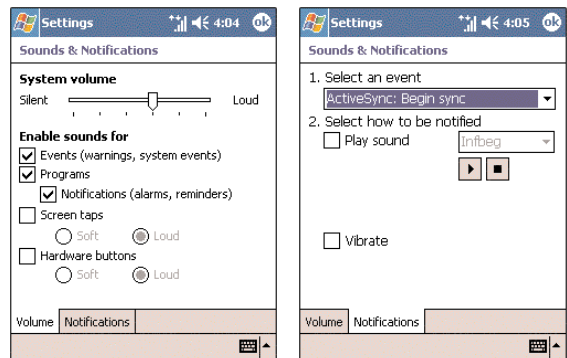 Settings 4:04 ok
Sounds & Notifications
System volume
Silent Loud
Enable sounds for
Events (warnings, system events)
Programs
Notifications (alarms, reminders)
Screen taps
Soft Loud
Hardware buttons
Soft Loud
Volume Notifications
Settings 4:05 ok
Sounds & Notifications
1. Select an event
ActiveSync: Begin sync
2. Select how to be notified
Play sound Infbeg
Vibrate
Volume Notifications